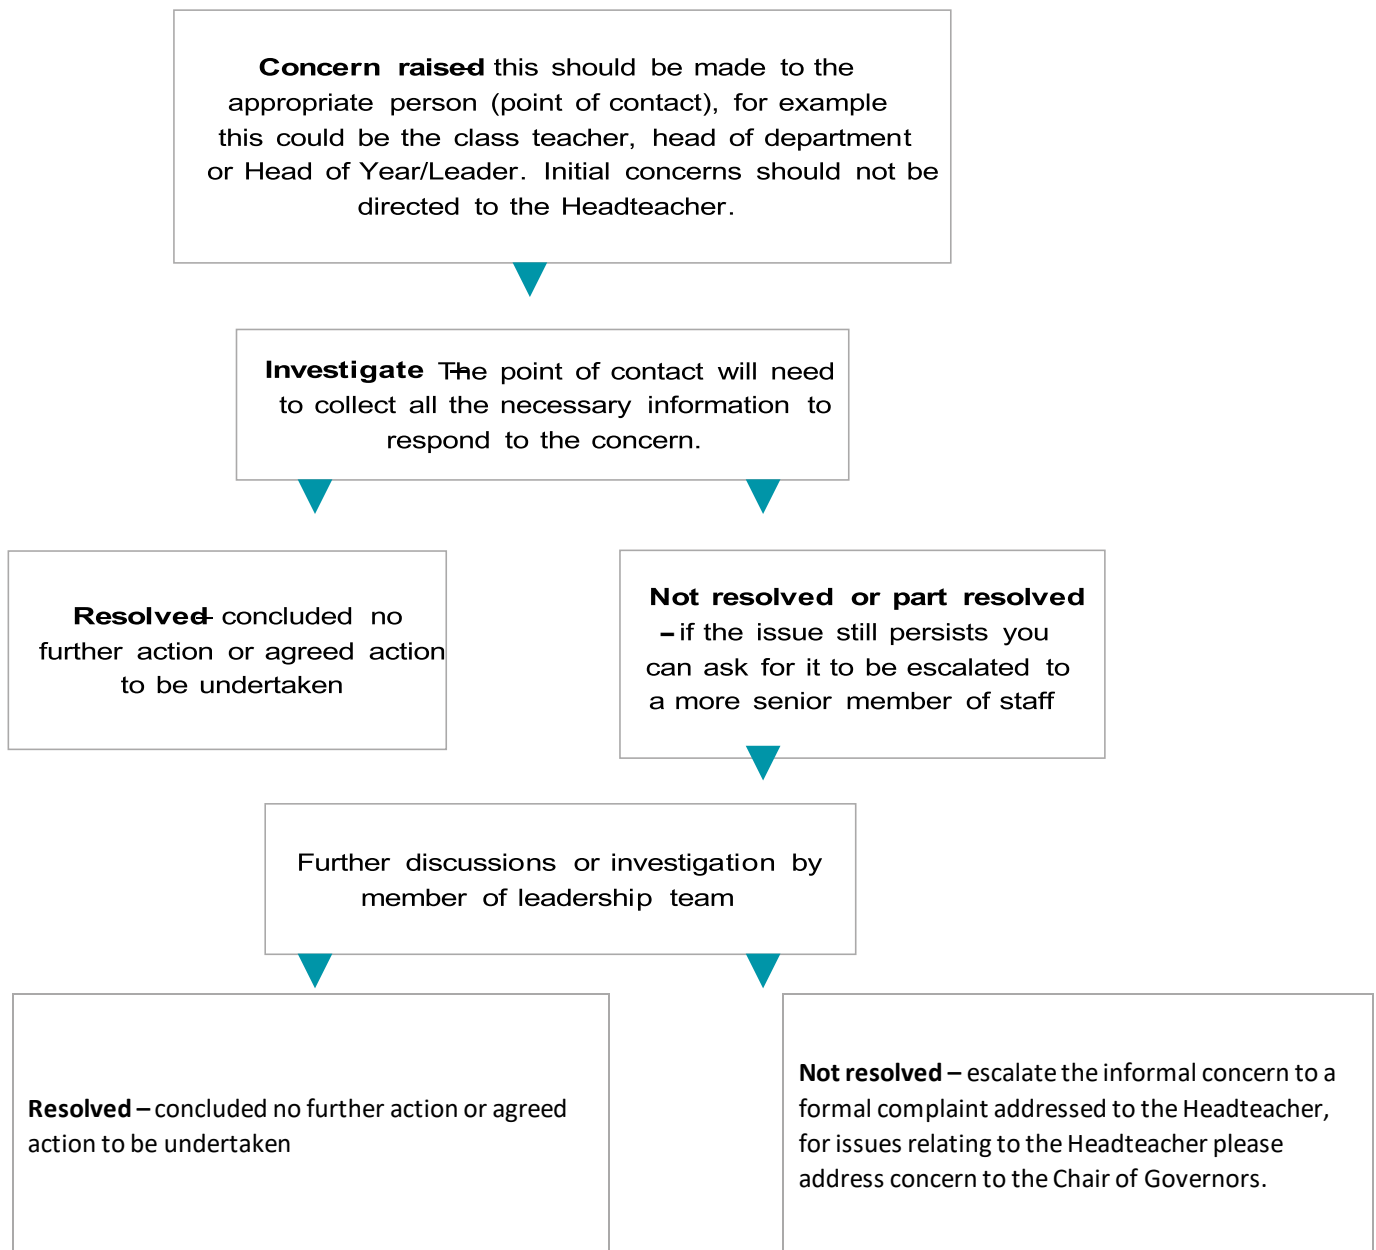 Concern raised– this should be made to the
appropriate person (point of contact), for example
this could be the class teacher, head of department
or Head of Year/Leader. Initial concerns should not be
directed to the Headteacher.
Investigate – The point of contact will need
to collect all the necessary information to
respond to the concern.
Resolved– concluded no
further action or agreed action
to be undertaken
Not resolved or part resolved
– if the issue still persists you
can ask for it to be escalated to
a more senior member of staff
Further discussions or investigation by
member of leadership team
Resolved – concluded no further action or agreed
action to be undertaken
Not resolved – escalate the informal concern to a
formal complaint addressed to the Headteacher,
for issues relating to the Headteacher please
address concern to the Chair of Governors.